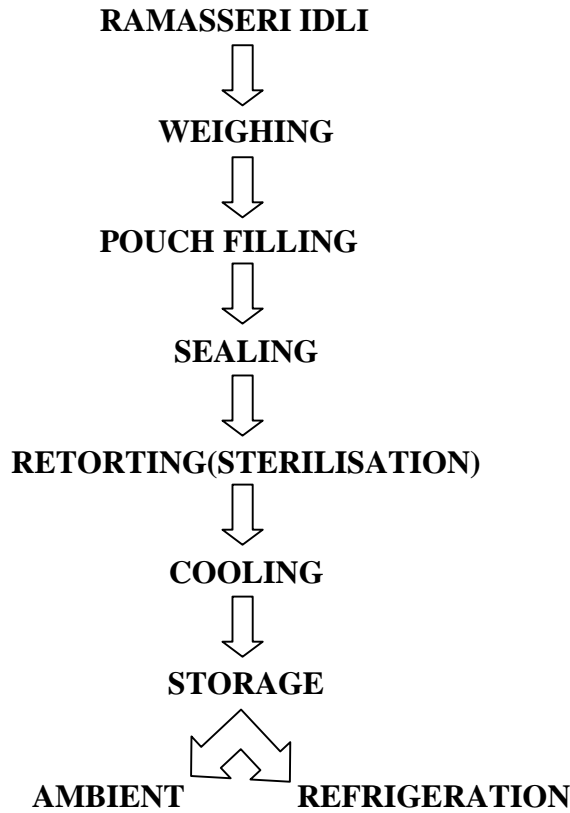 RAMASSERI IDLI
WEIGHING
POUCH FILLING
SEALING
RETORTING(STERILISATION)
COOLING
STORAGE
AMBIENT REFRIGERATION